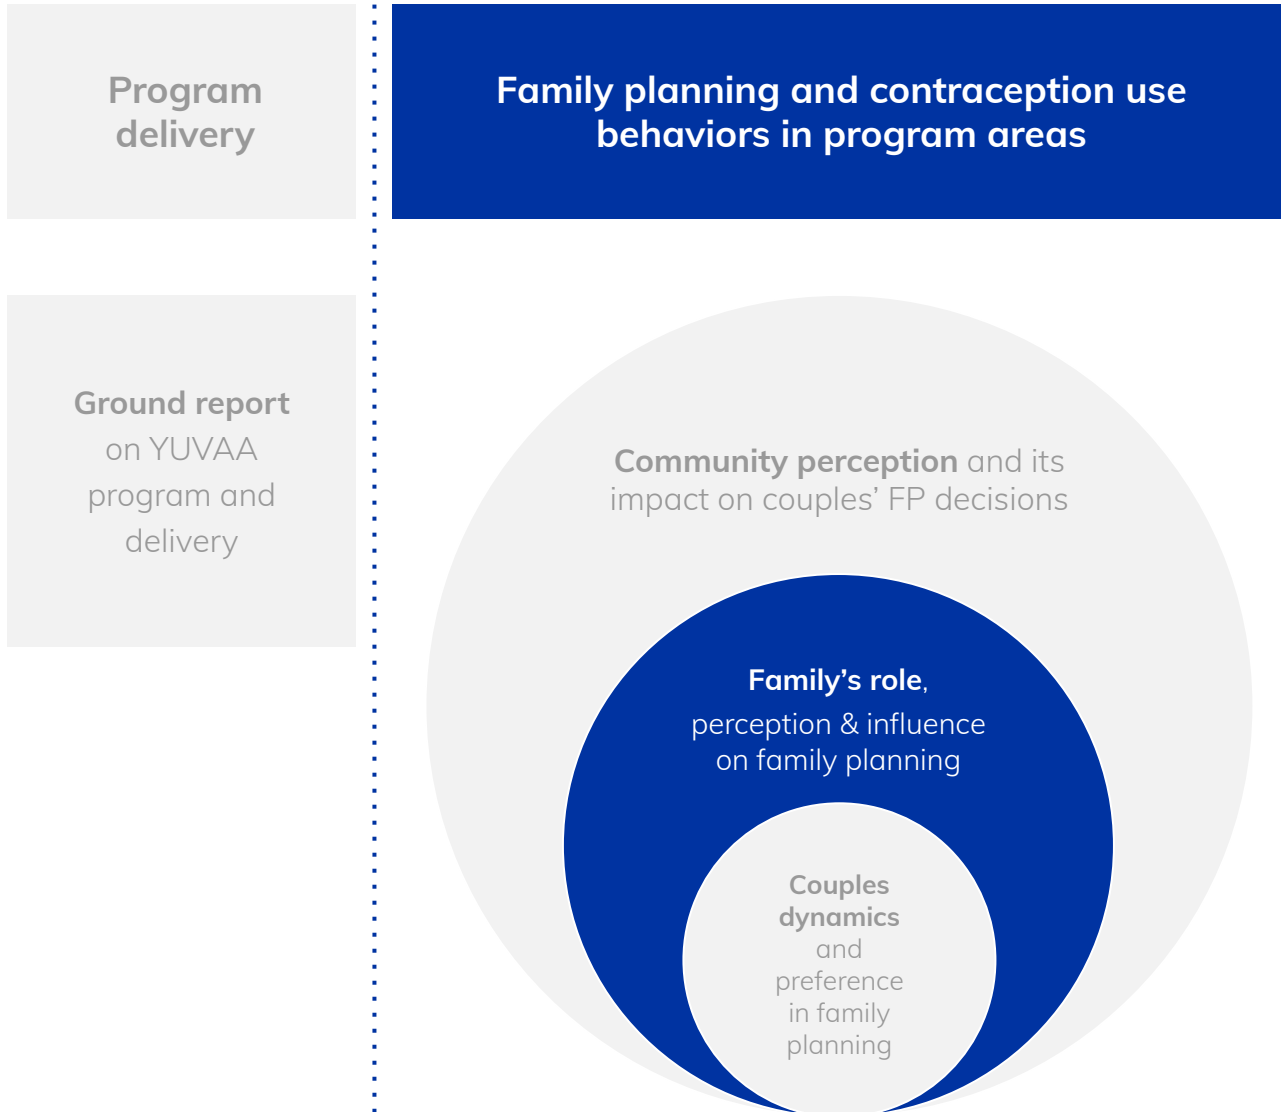 Program
delivery
Family planning and contraception use
behaviors in program areas
Ground report
on YUVAA
program and
delivery
Community perception and its
impact on couples’ FP decisions
Family’s role,
perception & influence
on family planning
Couples
dynamics
and
preference
in family
planning